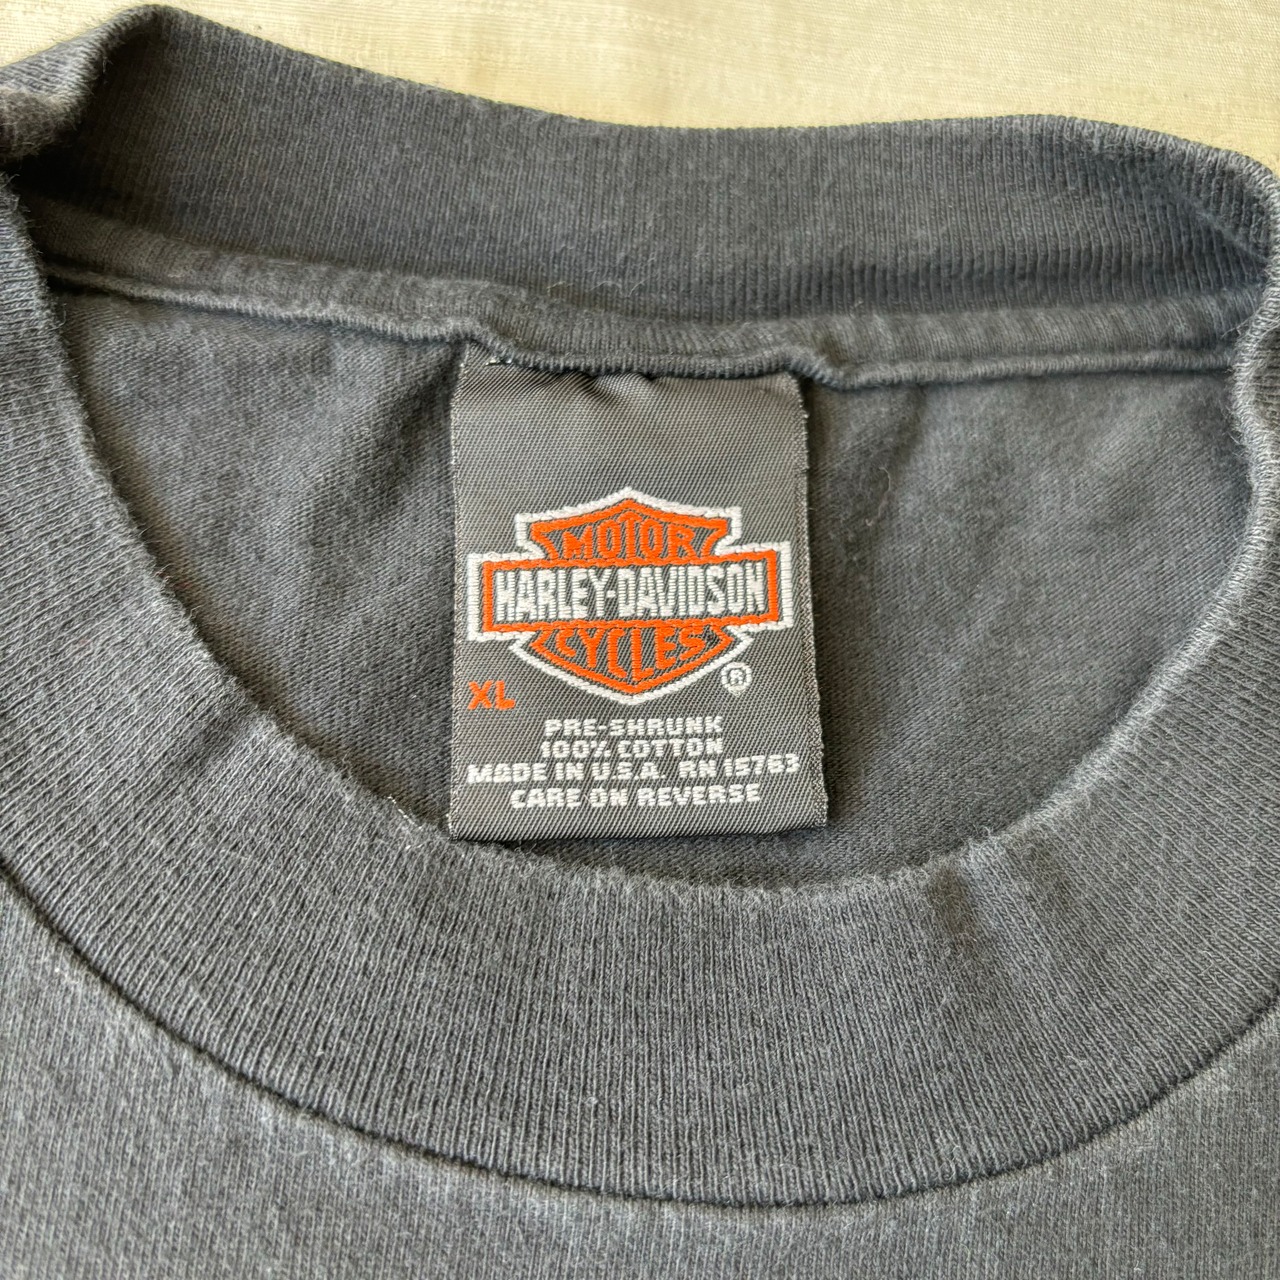 MOTOR
HARLEY-DAVIDSON
CYCLES
®
XL
PRE-SHRUNK
100% COTTON
MADE IN U.S.A. RN 15763
CARE ON REVERSE